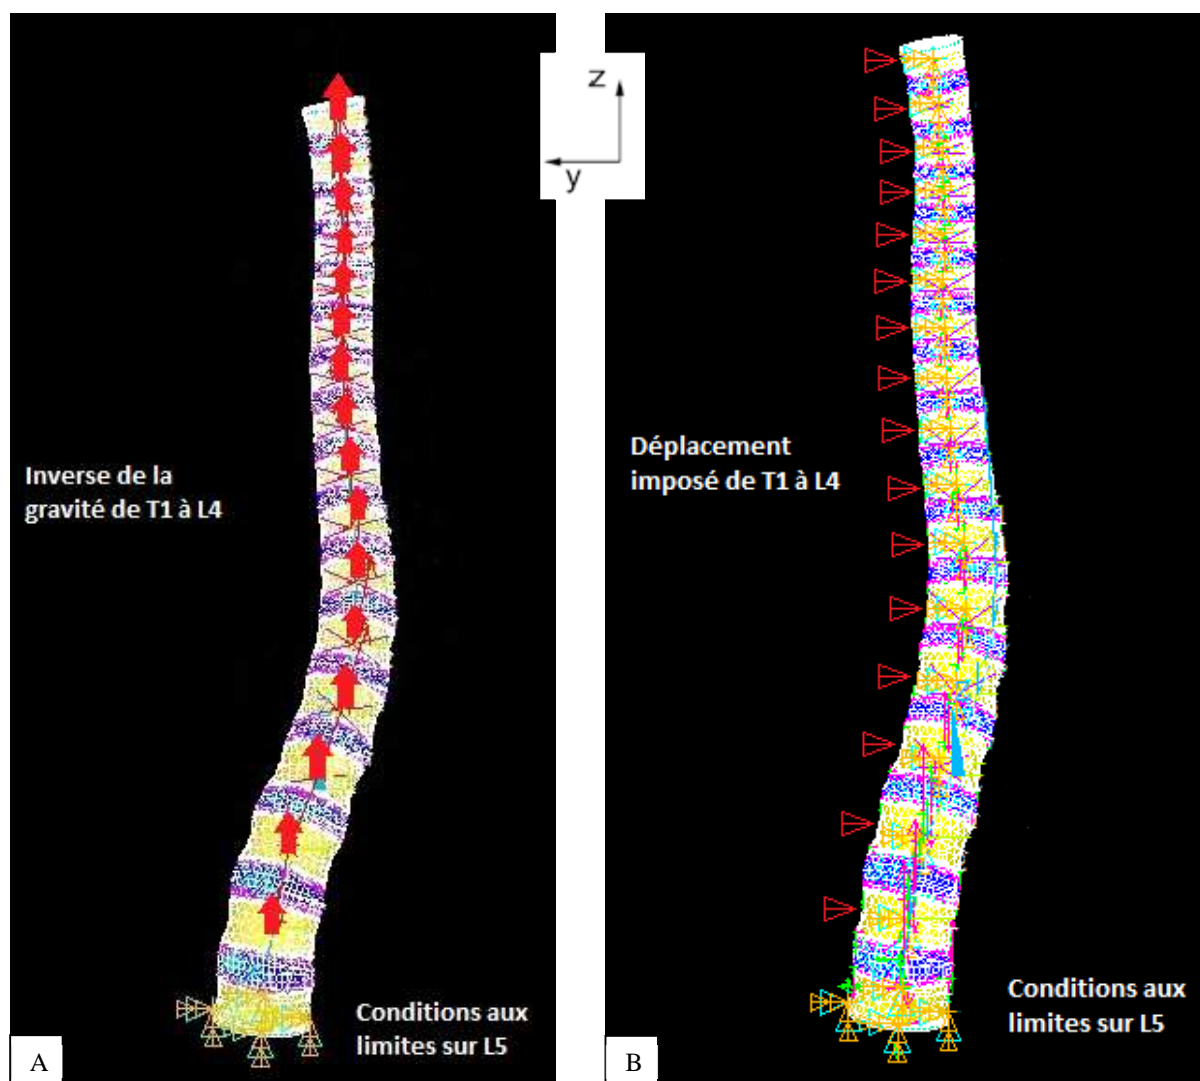 z
y
Inverse de la
gravité de T1 à L4
Conditions aux
limites sur L5
A
Déplacement
imposé de T1 à L4
Conditions aux
limites sur L5
B